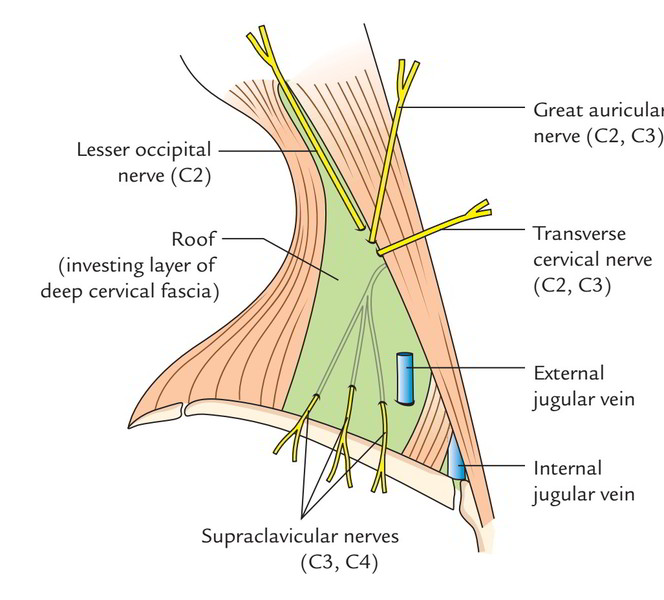 Great auricular
nerve (C2, C3)
Lesser occipital
nerve (C2)
Roof
(investing layer of
deep cervical fascia)
Transverse
cervical nerve
(C2, C3)
External
jugular vein
Internal
jugular vein
Supraclavicular nerves
(C3, C4)